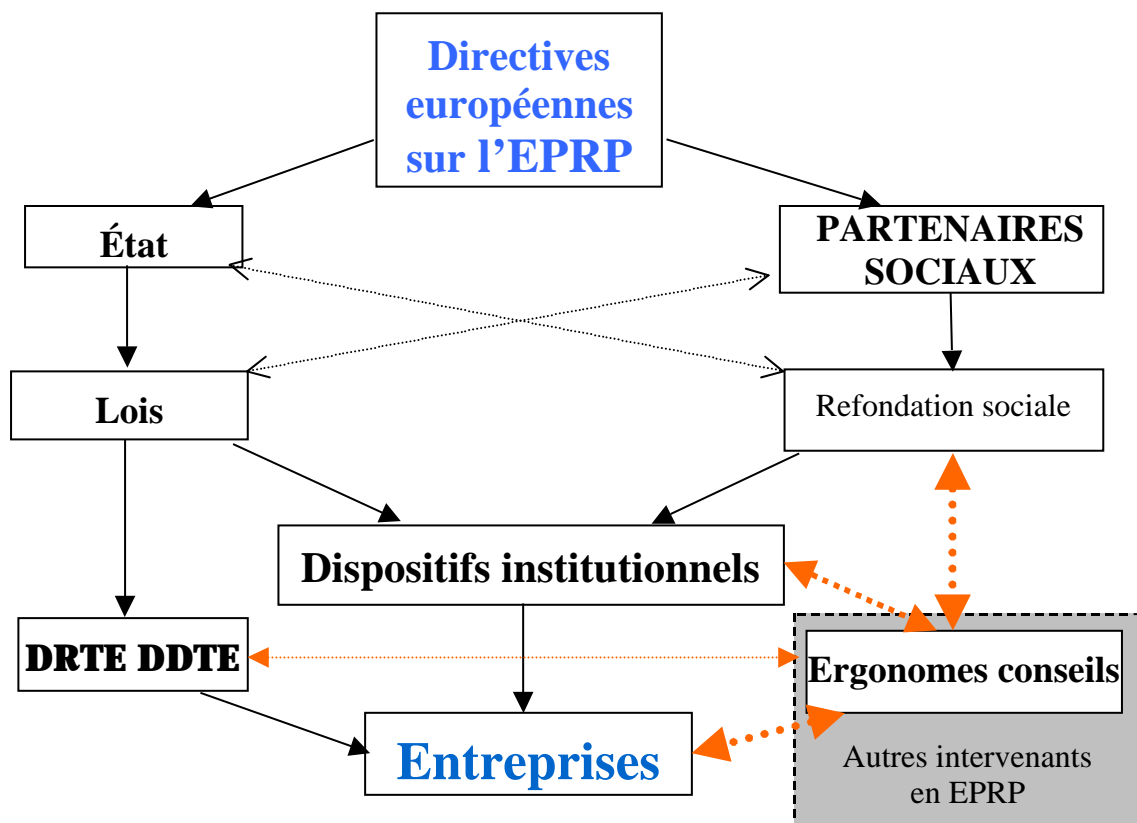 Directives
européennes
sur l’EPRP
État
PARTENAIRES
SOCIAUX
Lois
Refondation sociale
Dispositifs institutionnels
DRTE DDTE
Ergonomes conseils
Entreprises
Autres intervenants
en EPRP